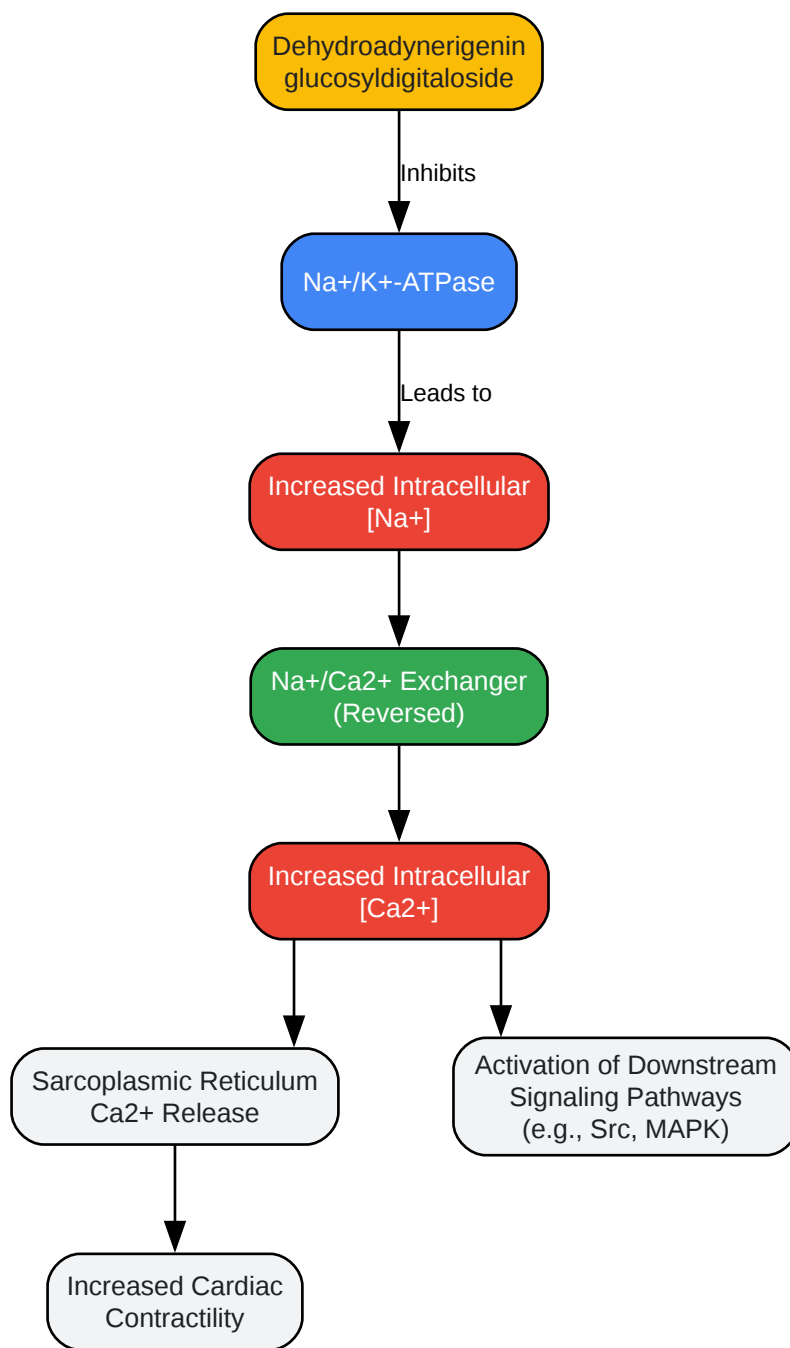 Dehydroadynerigenin
glucosyldigitaloside
Inhibits
Na+/K+-ATPase
Leads to
Increased Intracellular
[Na+]
Na+/Ca2+ Exchanger
(Reversed)
Increased Intracellular
[Ca2+]
Sarcoplasmic Reticulum
Ca2+ Release
Activation of Downstream
Signaling Pathways
(e.g., Src, MAPK)
Increased Cardiac
Contractility